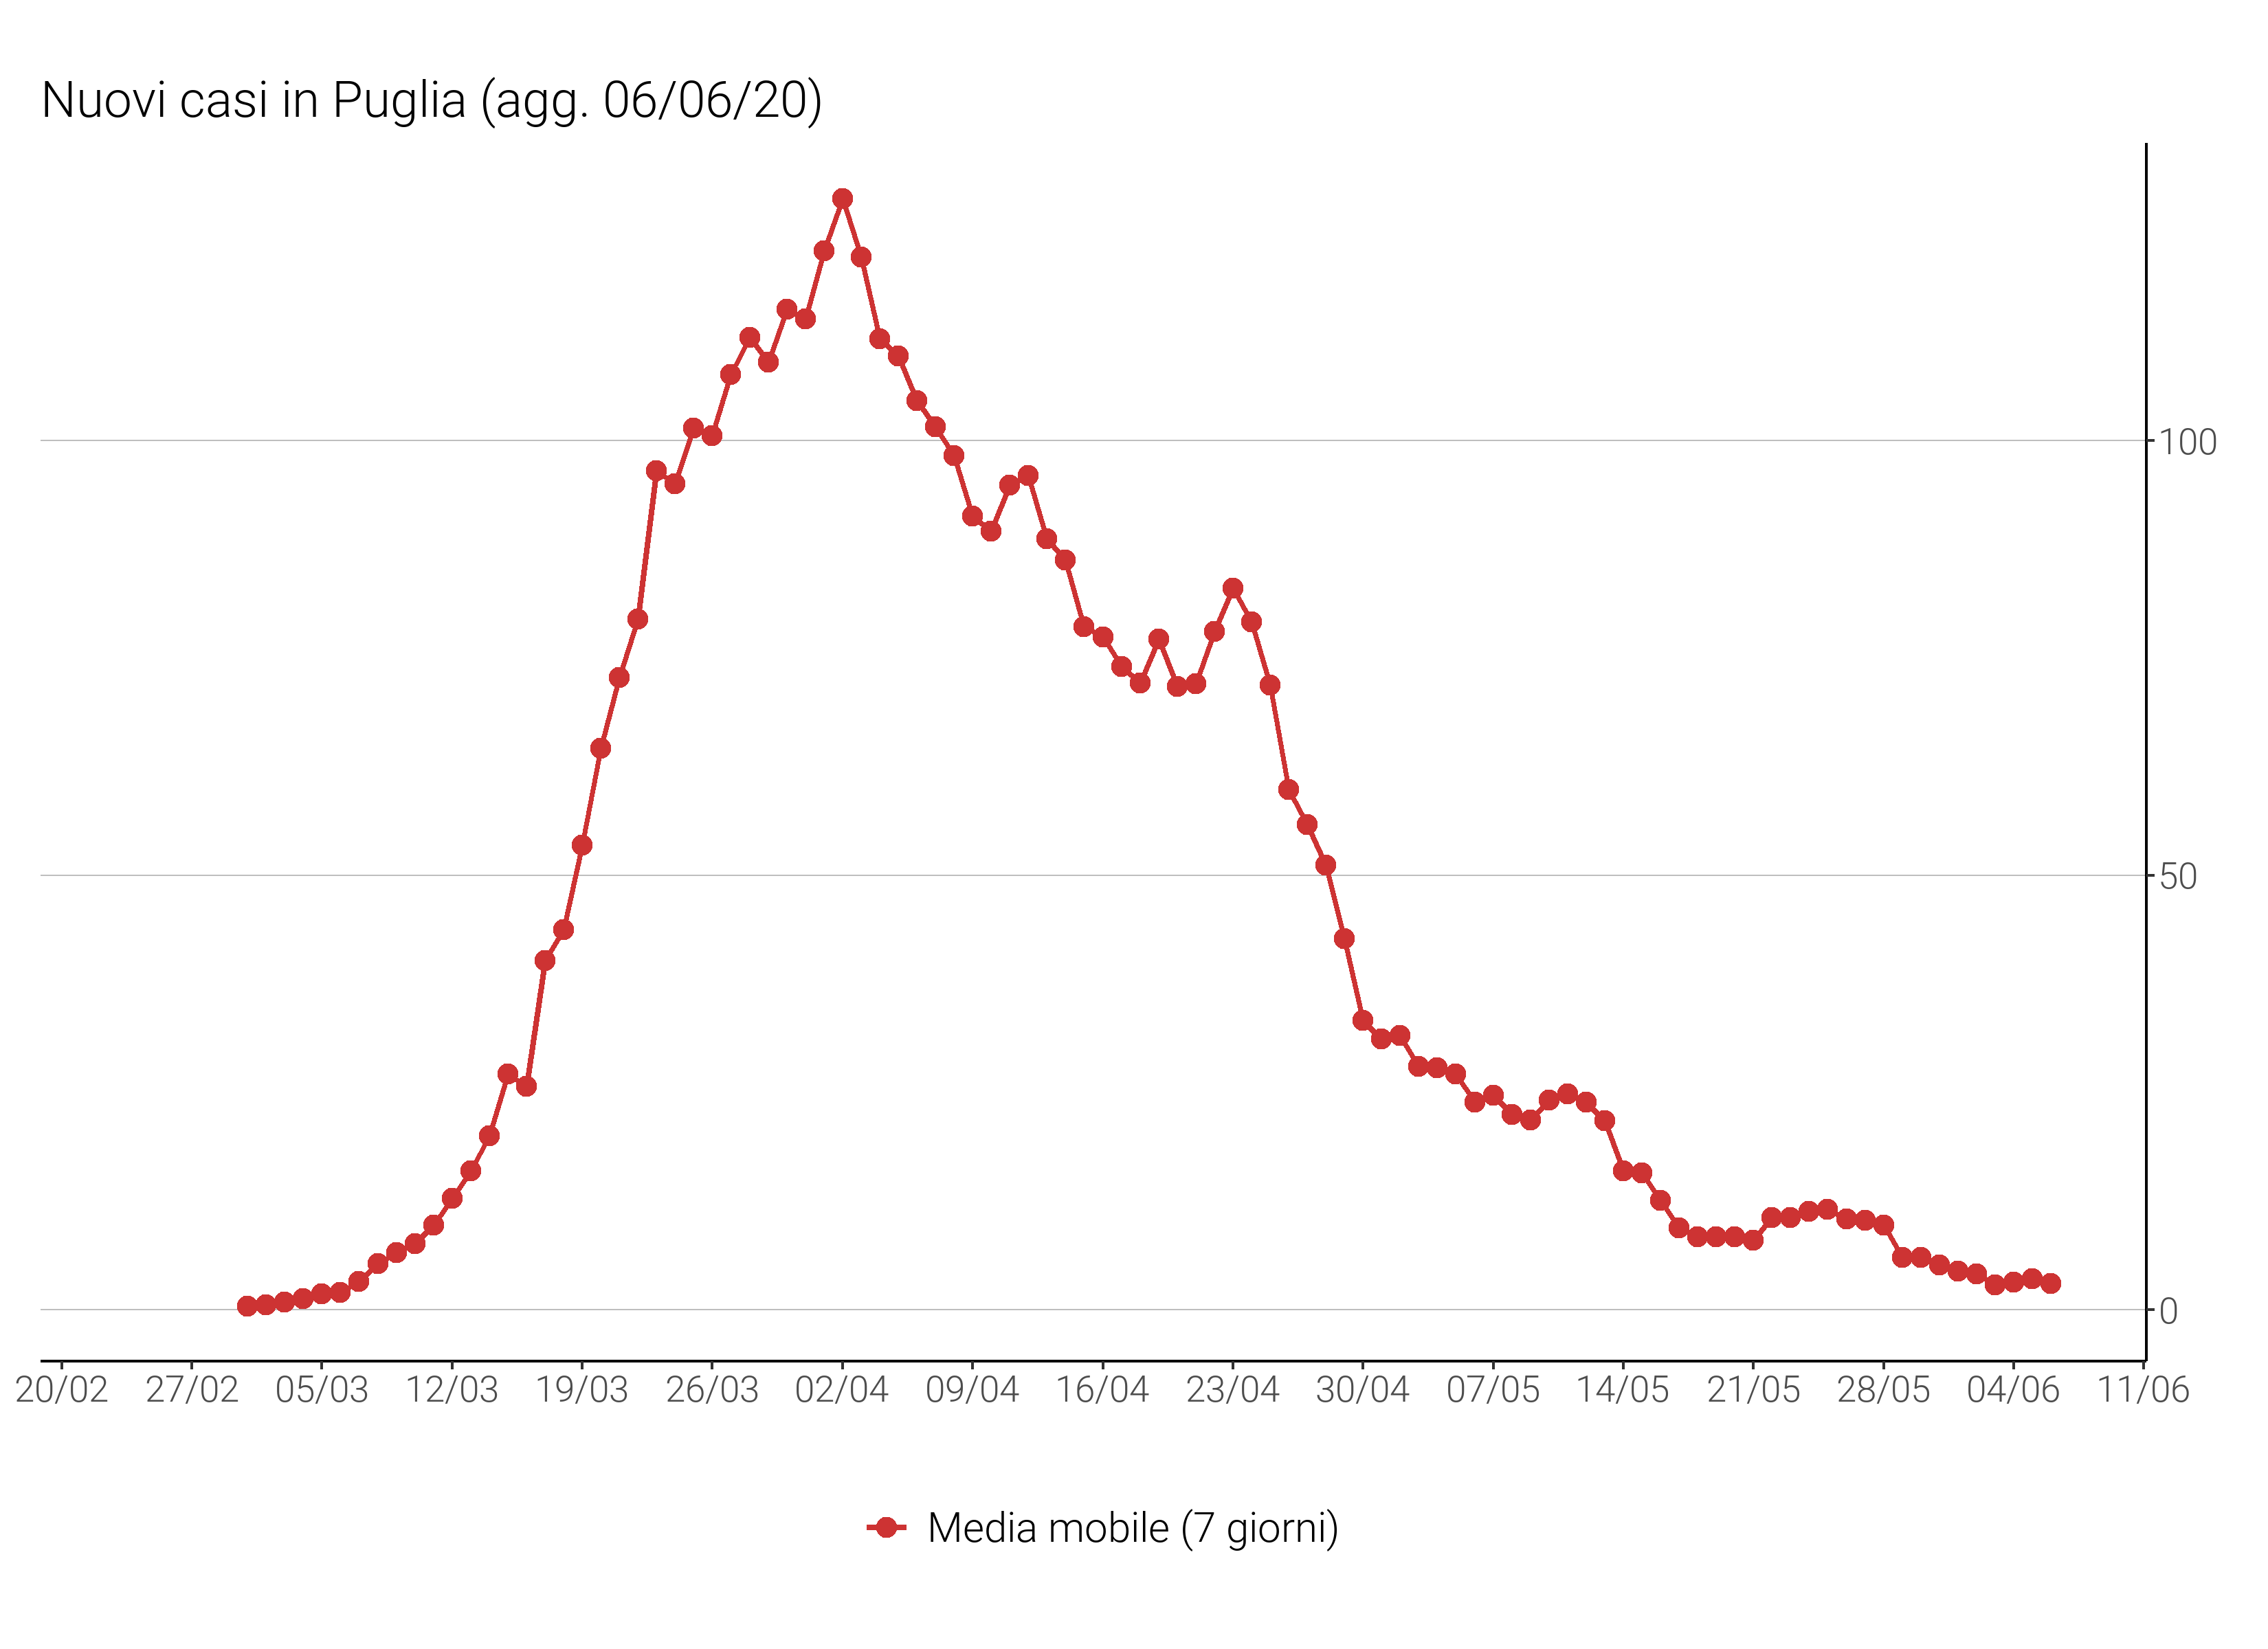 Nuovi casi in Puglia (agg. 06/06/20)
100
50
0
20/02 27/02 05/03 12/03 19/03 26/03 02/04 09/04 16/04 23/04 30/04 07/05 14/05 21/05 28/05 04/06 11/06
Media mobile (7 giorni)